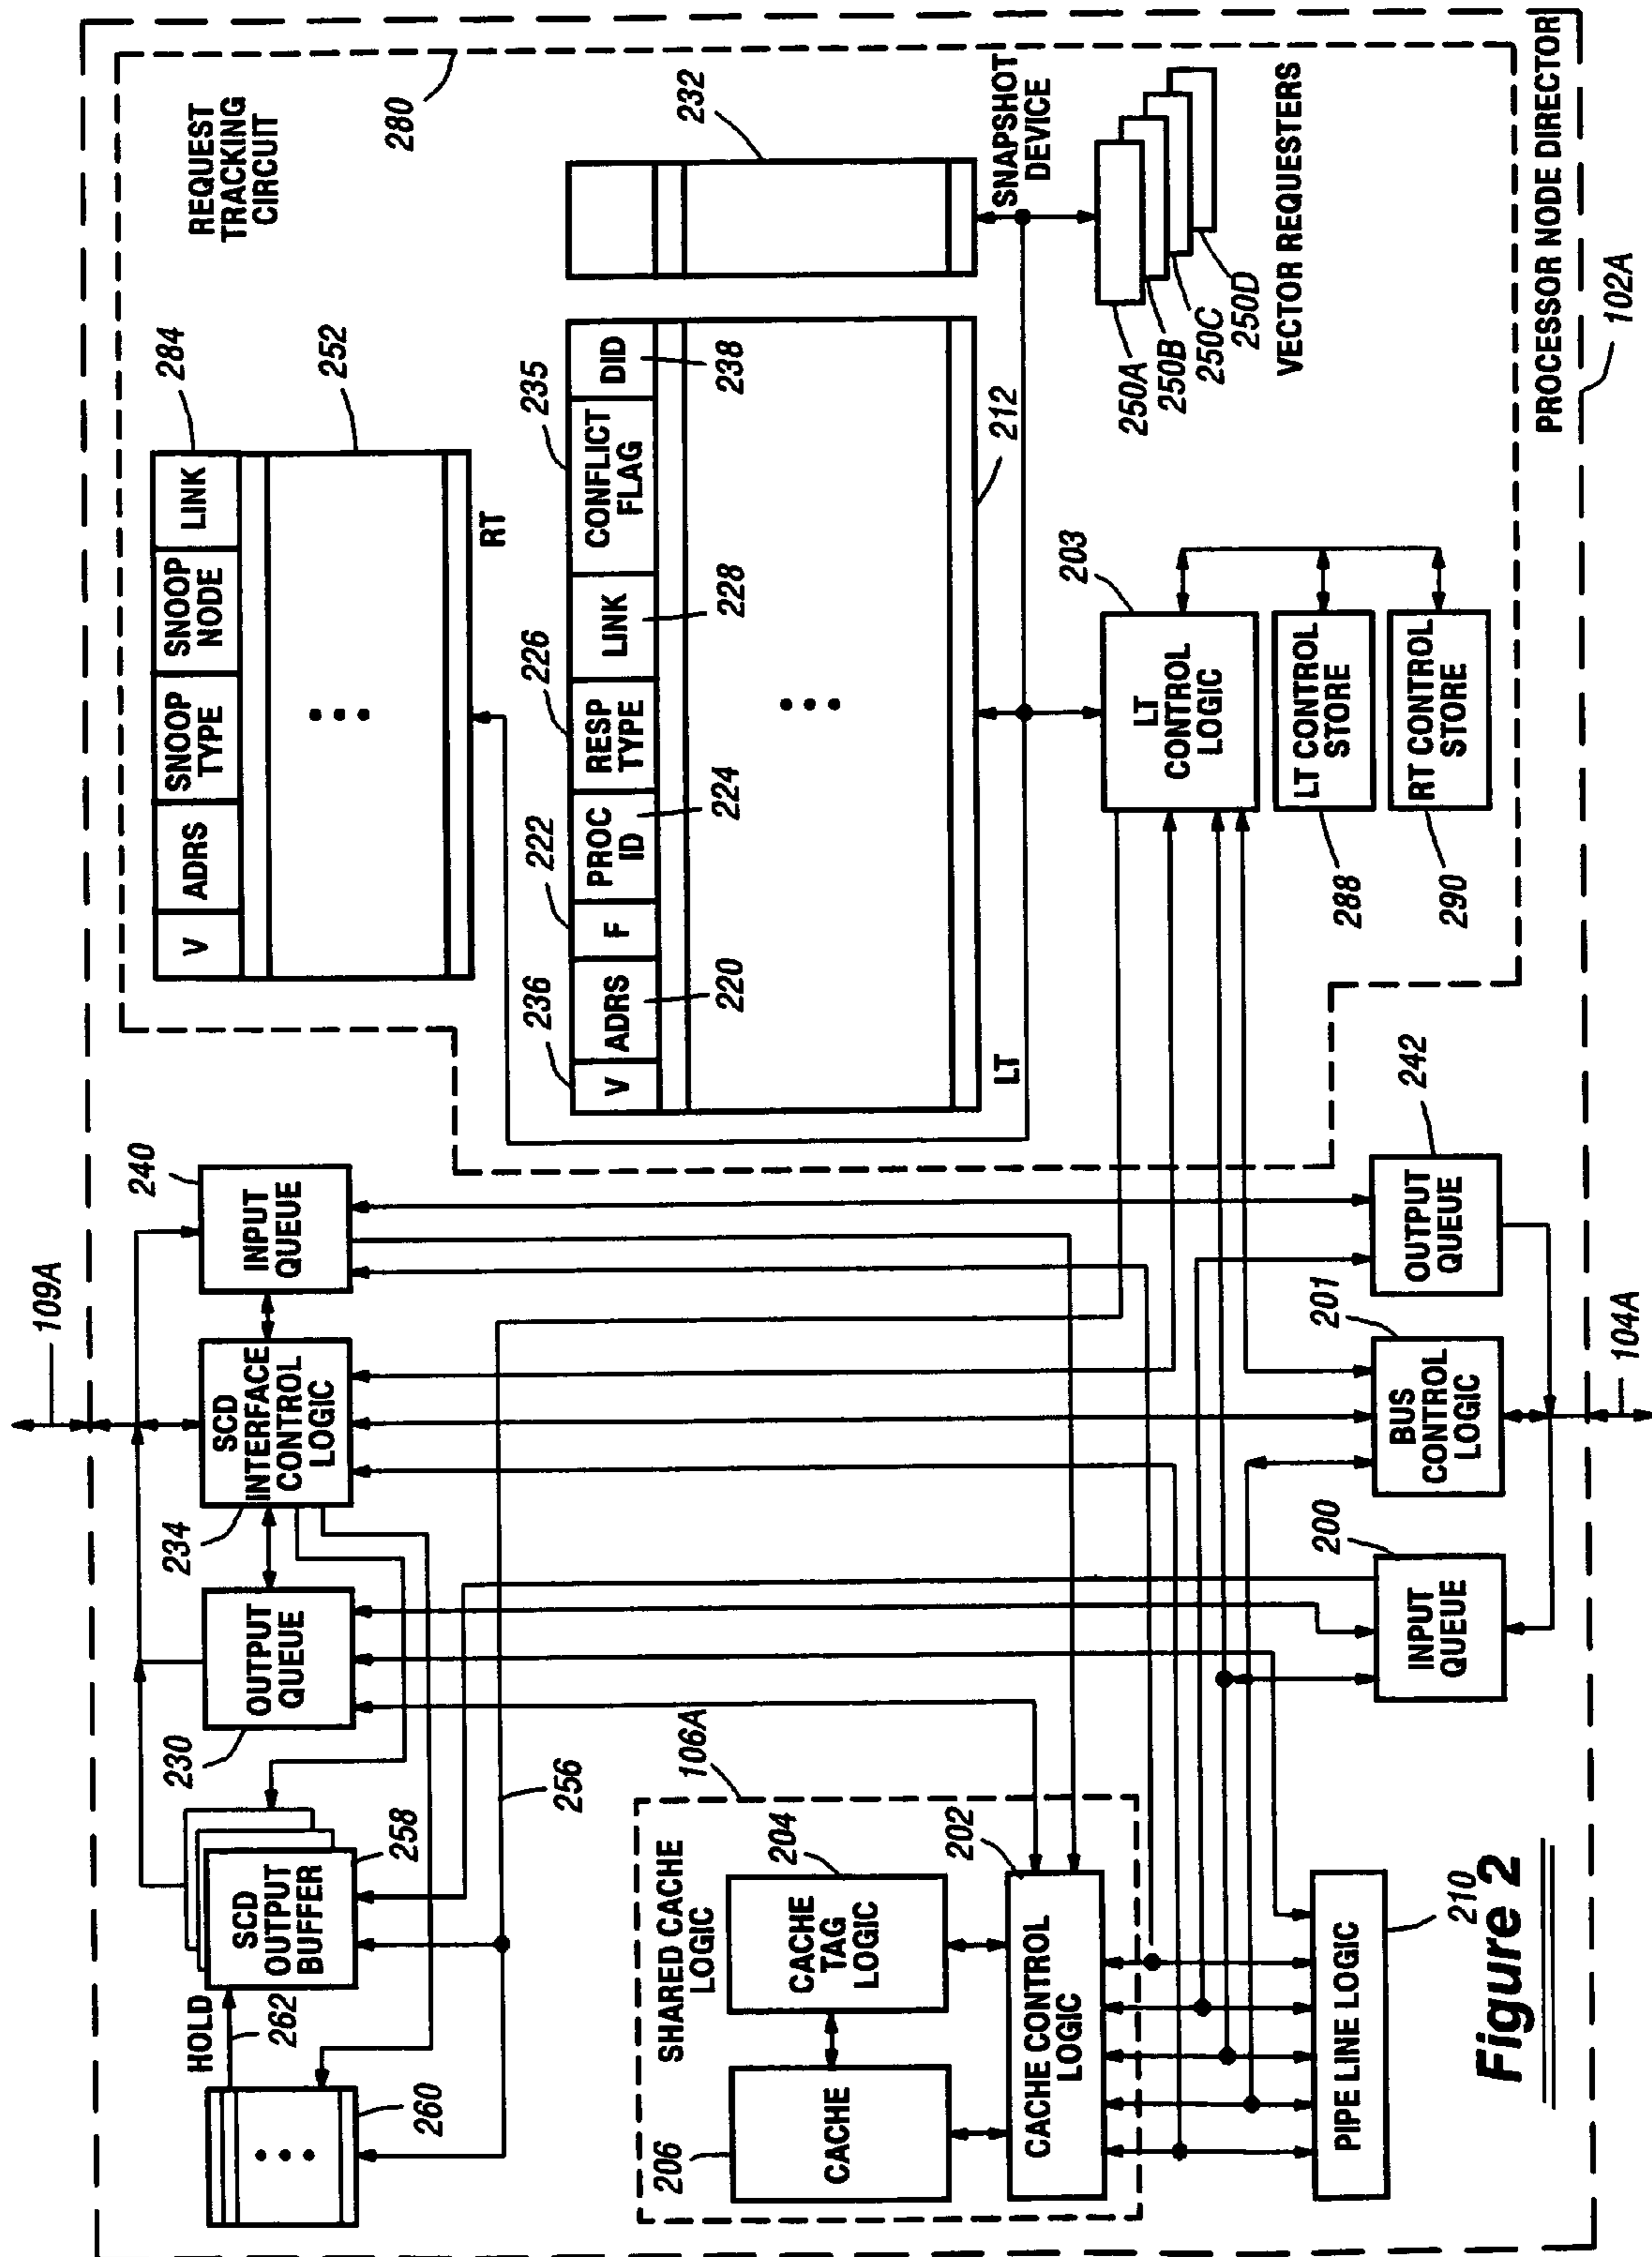 109A
HOLD
262
260
SCD
OUTPUT
BUFFER
258
230
OUTPUT
QUEUE
234
SCD
INTERFACE
CONTROL
LOGIC
240
INPUT
QUEUE
256
REQUEST
TRACKING
CIRCUIT
280
284
252
V
ADRS
SNOOP
TYPE
SNOOP
NODE
LINK
RT
236
222
226
235
232
V
ADRS
F
PROC
ID
RESP
TYPE
LINK
CONFLICT
FLAG
DID
220
224
228
238
LT
212
SNAPSHOT
DEVICE
250A
250B
250C
250D
VECTOR REQUESTERS
203
LT
CONTROL
LOGIC
LT CONTROL
STORE
RT CONTROL
STORE
288
290
106A
SHARED CACHE
LOGIC
206
CACHE
204
CACHE
TAG
LOGIC
202
CACHE CONTROL
LOGIC
PIPE LINE LOGIC
210
200
INPUT
QUEUE
201
BUS
CONTROL
LOGIC
242
OUTPUT
QUEUE
104A
PROCESSOR NODE DIRECTOR
102A
Figure 2